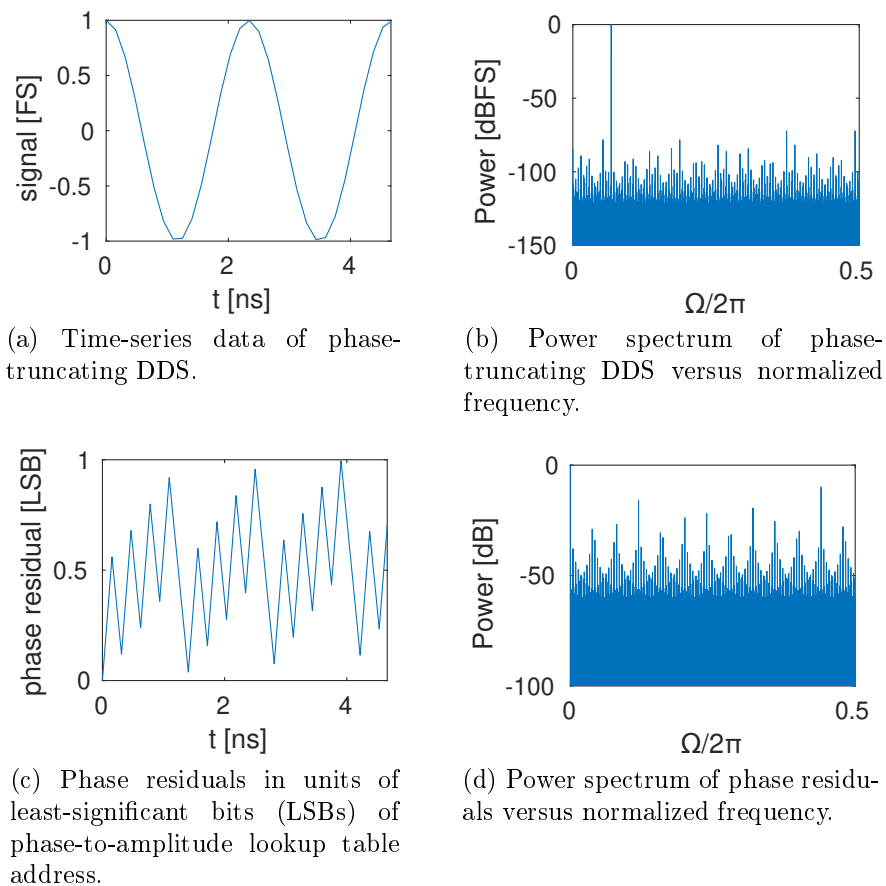 1
0.5
0
-0.5
-1
signal [FS]
0 2 4
t [ns]
0
-50
-100
-150
Power [dBFS]
0 0.5
Ω/2π
(a) Time-series data of phase-
truncating DDS.
(b) Power spectrum of phase-
truncating DDS versus normalized
frequency.
1
0.5
0
phase residual [LSB]
0 2 4
t [ns]
0
-50
-100
Power [dB]
0 0.5
Ω/2π
(c) Phase residuals in units of
least-significant bits (LSBs) of
phase-to-amplitude lookup table
address.
(d) Power spectrum of phase residu-
als versus normalized frequency.